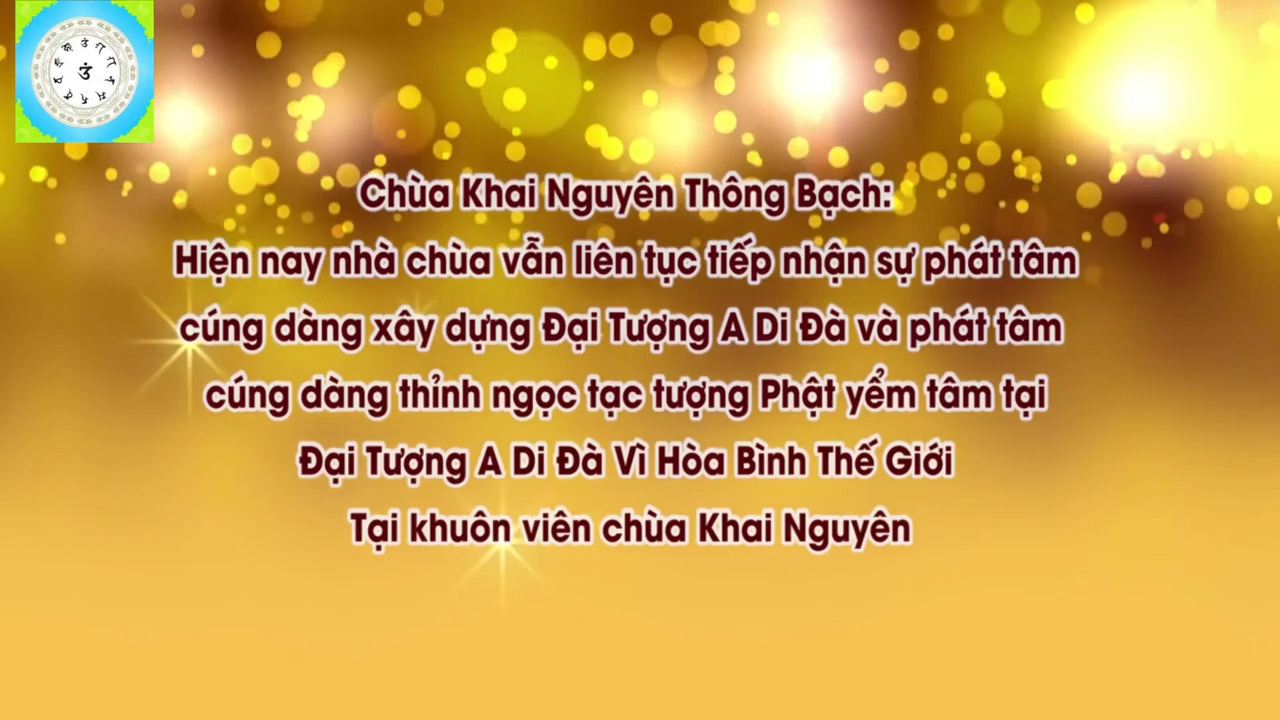 Chùa Khai Nguyên Thông Bạch:
Hiện nay nhà chùa vẫn liên tục tiếp nhận sự phát tâm
cúng dàng xây dựng Đại Tượng A Di Đà và phát tâm
cúng dàng thỉnh ngọc tạc tượng Phật yểm tâm tại
Đại Tượng A Di Đà Vì Hòa Bình Thế Giới
Tại khuôn viên chùa Khai Nguyên